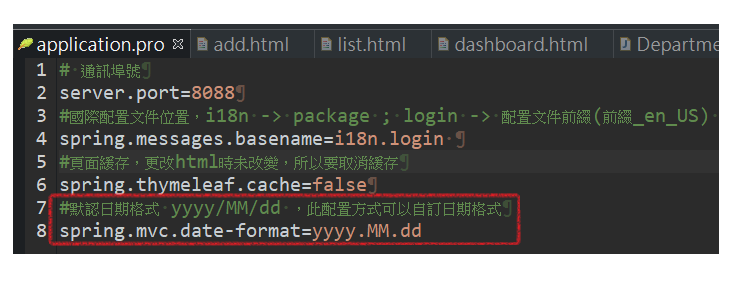 application.pro add.html list.html dashboard.html Departme
1 # 通訊埠號
2 server.port=8088
3 #國際配置文件位置，i18n -> package ; login -> 配置文件前綴(前綴_en_US)
4 spring.messages.basename=i18n.login
5 #頁面緩存，更改html時未改變，所以要取消緩存
6 spring.thymeleaf.cache=false
7 #默認日期格式 yyyy/MM/dd ，此配置方式可以自訂日期格式
8 spring.mvc.date-format=yyyy.MM.dd